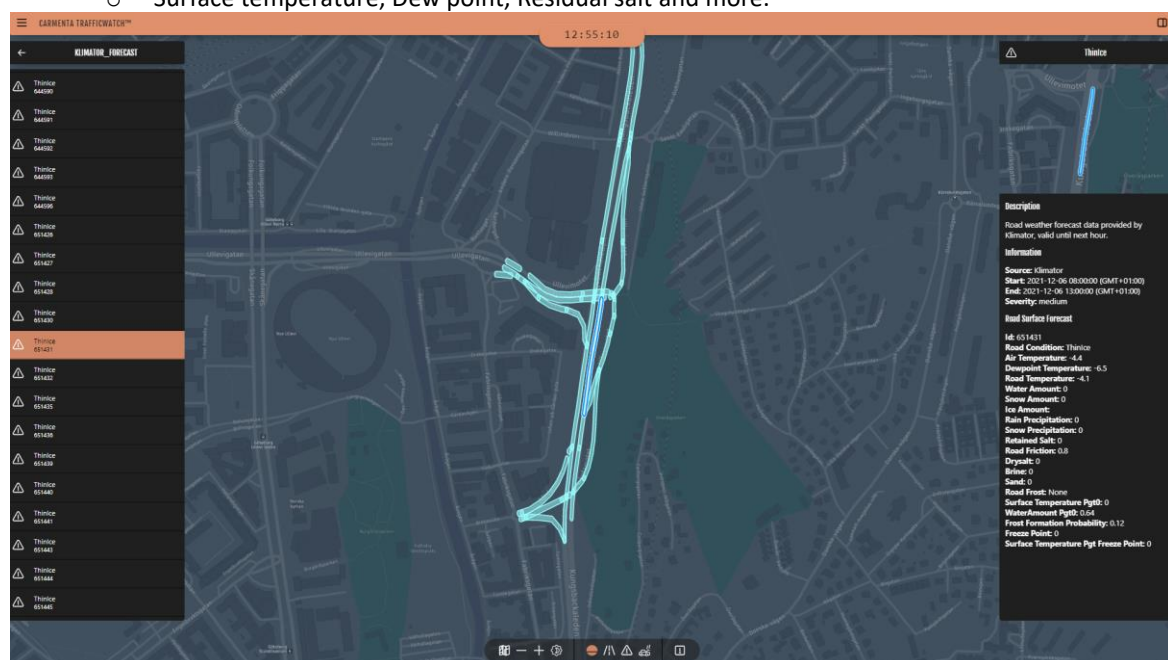 o Surface temperature, Dew point, Residual salt and more.
CARMENTA TRAFFICWATCH™
12:55:10
KLIMATOR_FORECAST
ThinIce
644590
ThinIce
644591
ThinIce
644592
ThinIce
644593
ThinIce
644596
ThinIce
651426
ThinIce
651427
ThinIce
651428
ThinIce
651430
ThinIce
651431
ThinIce
651432
ThinIce
651435
ThinIce
651438
ThinIce
651439
ThinIce
651440
ThinIce
651441
ThinIce
651443
ThinIce
651444
ThinIce
651445
Ullevigatan
Ullevigatan
Nya Ullevi
Kungsbackaleden
ThinIce
Ullevimotet
Description
Road weather forecast data provided by
Klimator, valid until next hour.
Information
Source: Klimator
Start: 2021-12-06 08:00:00 (GMT+01:00)
End: 2021-12-06 13:00:00 (GMT+01:00)
Severity: medium
Road Surface Forecast
Id: 651431
Road Condition: ThinIce
Air Temperature: -4.4
Dewpoint Temperature: -6.5
Road Temperature: -4.1
Water Amount: 0
Snow Amount: 0
Ice Amount:
Rain Precipitation: 0
Snow Precipitation: 0
Retained Salt: 0
Road Friction: 0.8
Drysalt: 0
Brine: 0
Sand: 0
Road Frost: None
Surface Temperature Pgt0: 0
WaterAmount Pgt0: 0.64
Frost Formation Probability: 0.12
Freeze Point: 0
Surface Temperature Pgt Freeze Point: 0